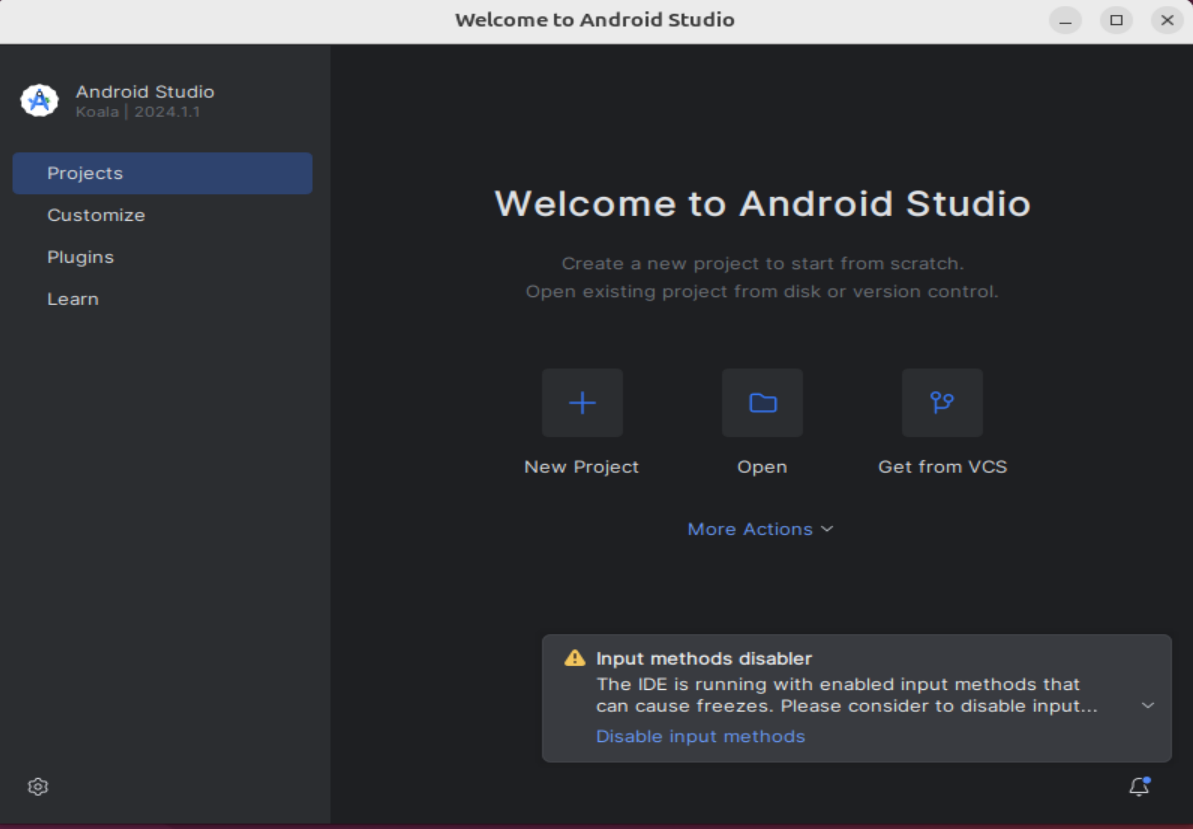 Welcome to Android Studio
Android Studio
Koala | 2024.1.1
Projects
Customize
Plugins
Learn
Welcome to Android Studio
Create a new project to start from scratch.
Open existing project from disk or version control.
New Project
Open
Get from VCS
More Actions
Input methods disabler
The IDE is running with enabled input methods that
can cause freezes. Please consider to disable input...
Disable input methods